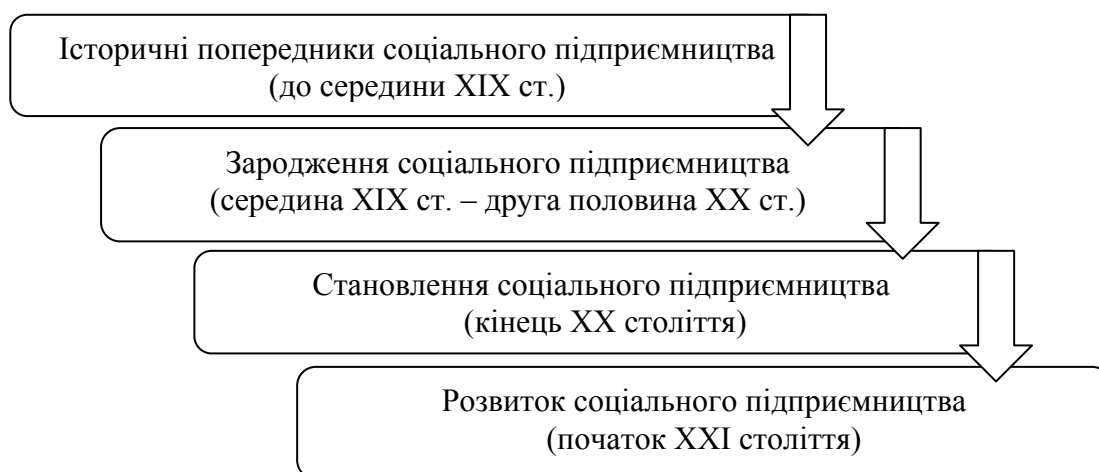 Історичні попередники соціального підприємництва
(до середини XIX ст.)
Зародження соціального підприємництва
(середина XIX ст. – друга половина XX ст.)
Становлення соціального підприємництва
(кінець XX століття)
Розвиток соціального підприємництва
(початок XXI століття)